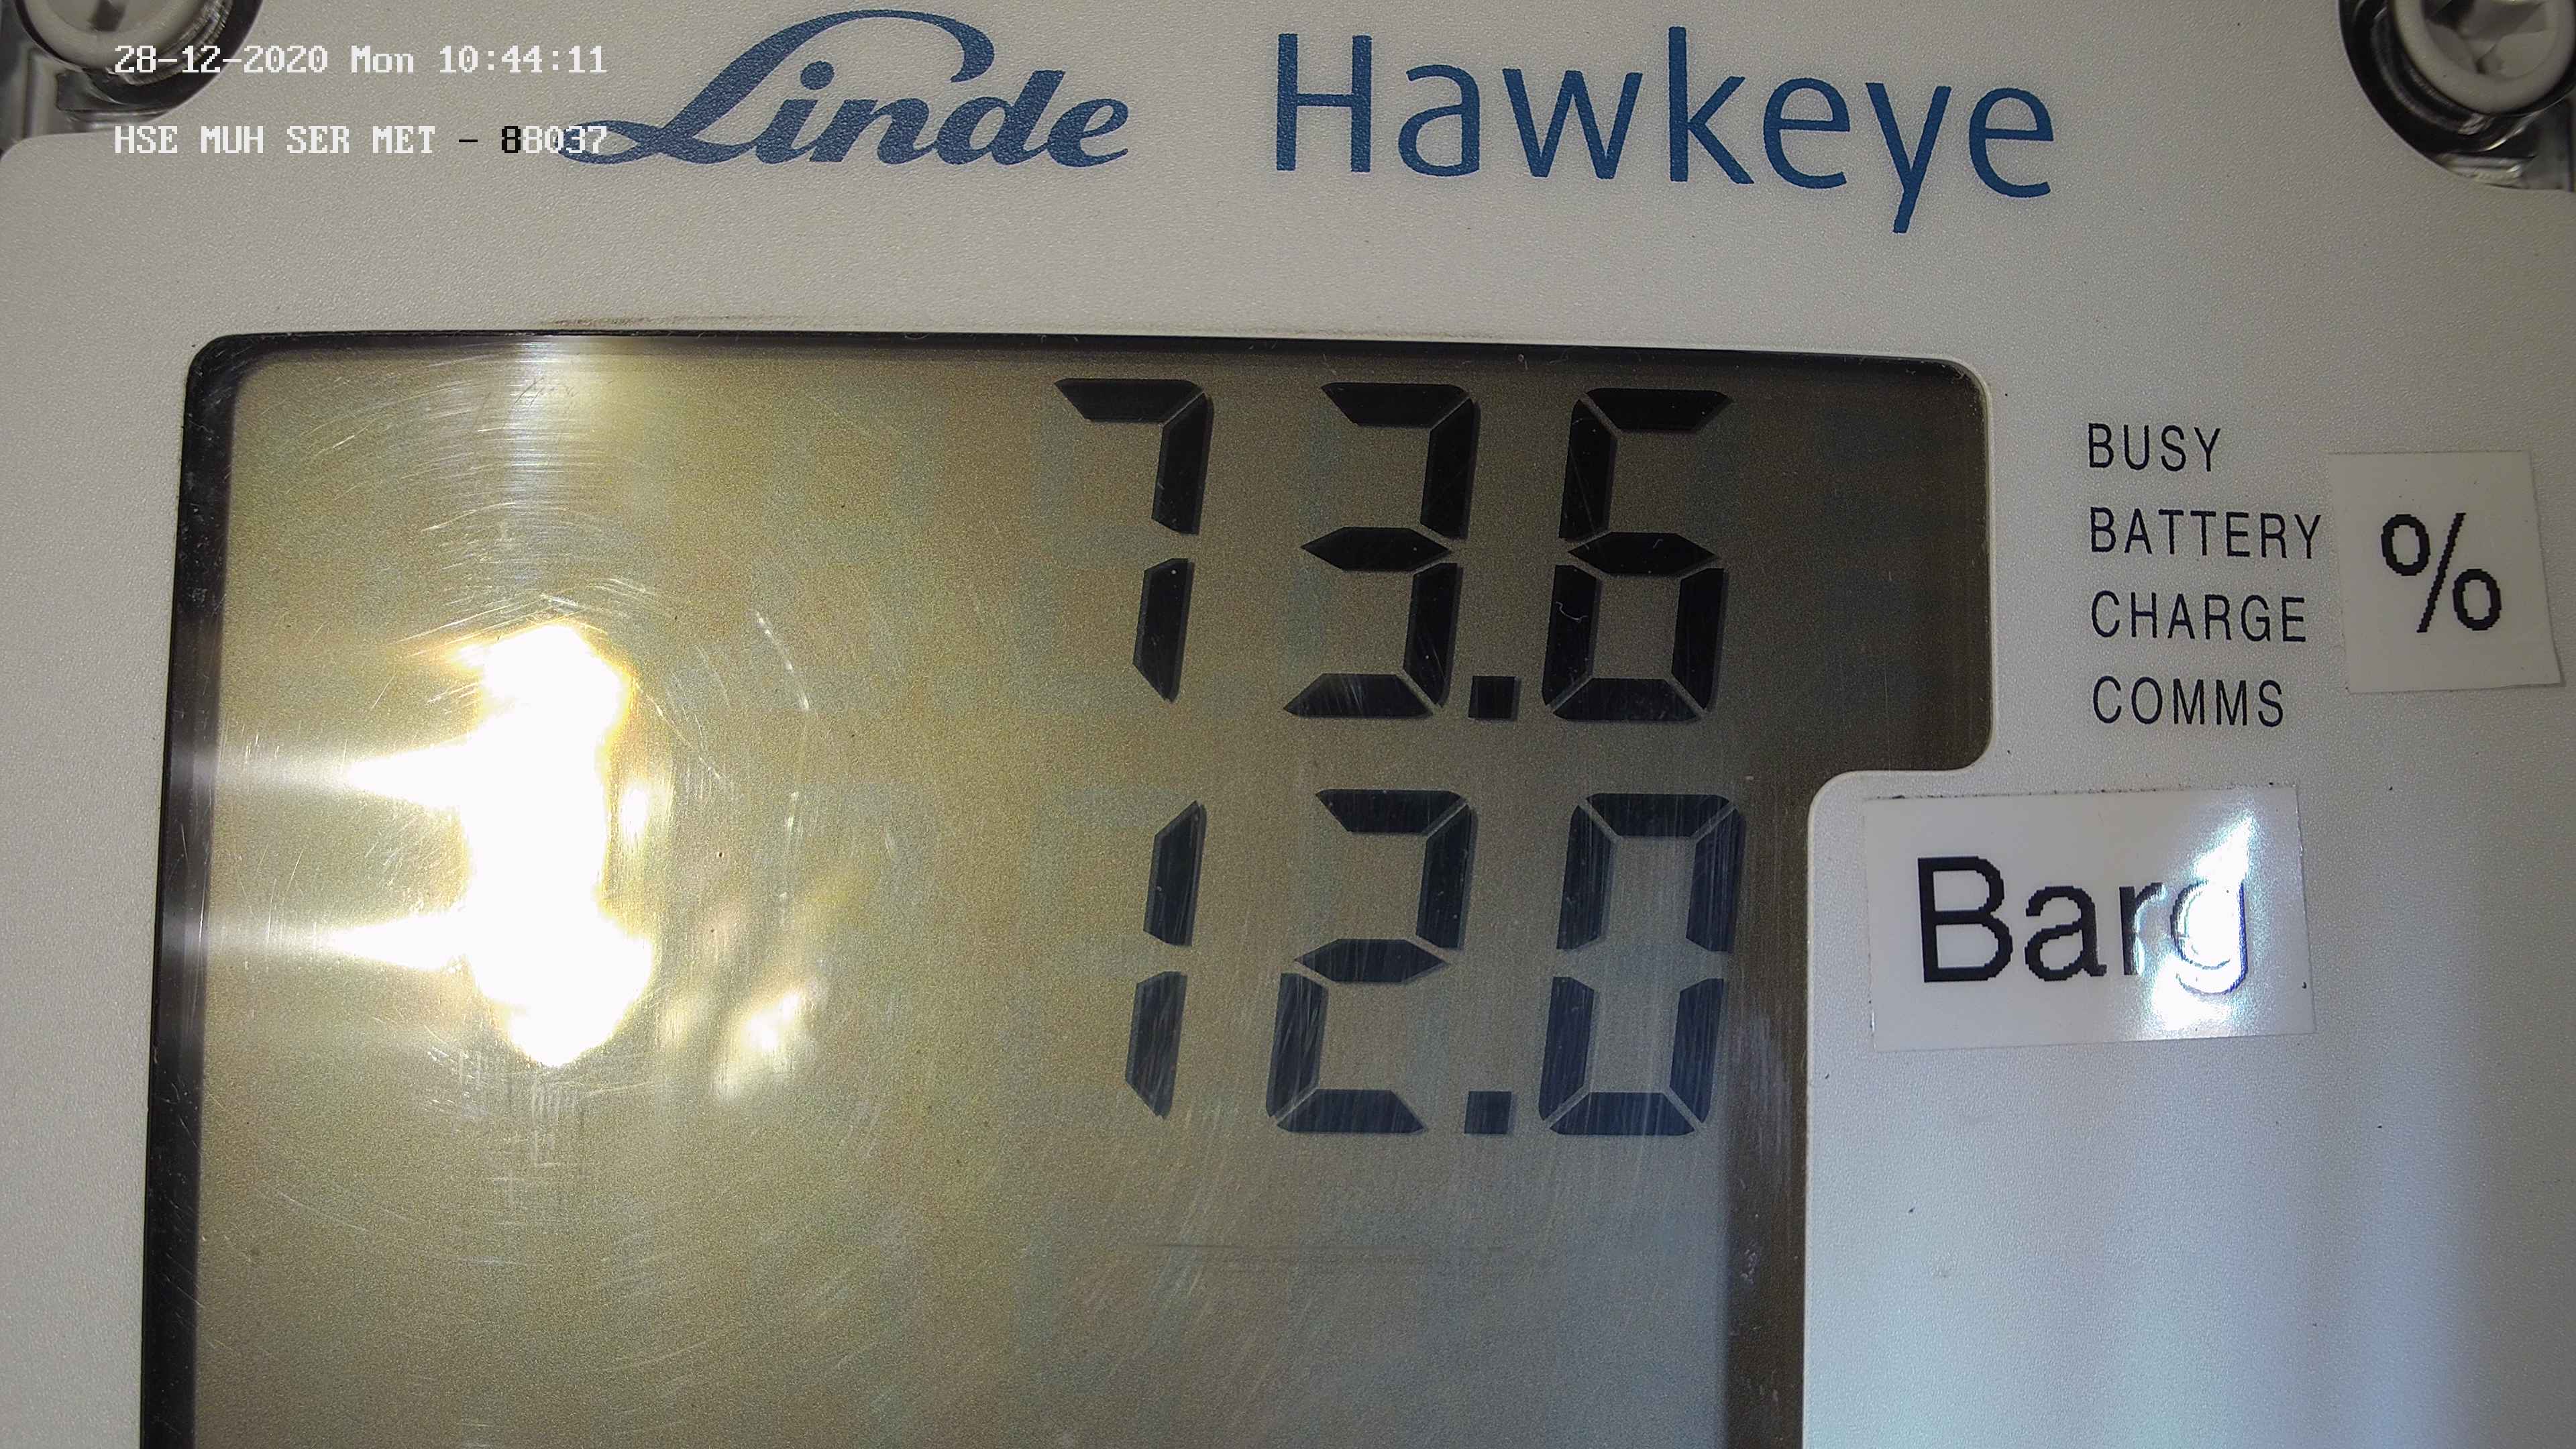 28-12-2020 Mon 10:44:11
HSE MUH SER MET - 88037
Linde Hawkeye
73.6
BUSY
BATTERY
CHARGE
COMMS
%
12.0
Barg